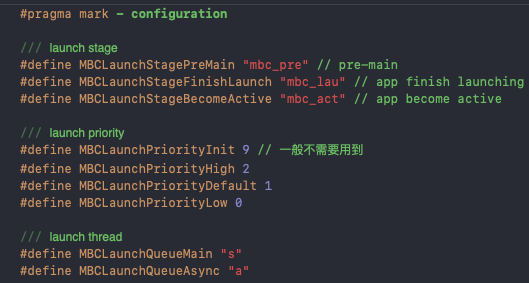 #pragma mark - configuration
/// launch stage
#define MBCLaunchStagePreMain "mbc_pre" // pre-main
#define MBCLaunchStageFinishLaunch "mbc_lau" // app finish launching
#define MBCLaunchStageBecomeActive "mbc_act" // app become active
/// launch priority
#define MBCLaunchPriorityInit 9 // 一般不需要用到
#define MBCLaunchPriorityHigh 2
#define MBCLaunchPriorityDefault 1
#define MBCLaunchPriorityLow 0
/// launch thread
#define MBCLaunchQueueMain "s"
#define MBCLaunchQueueAsync "a"